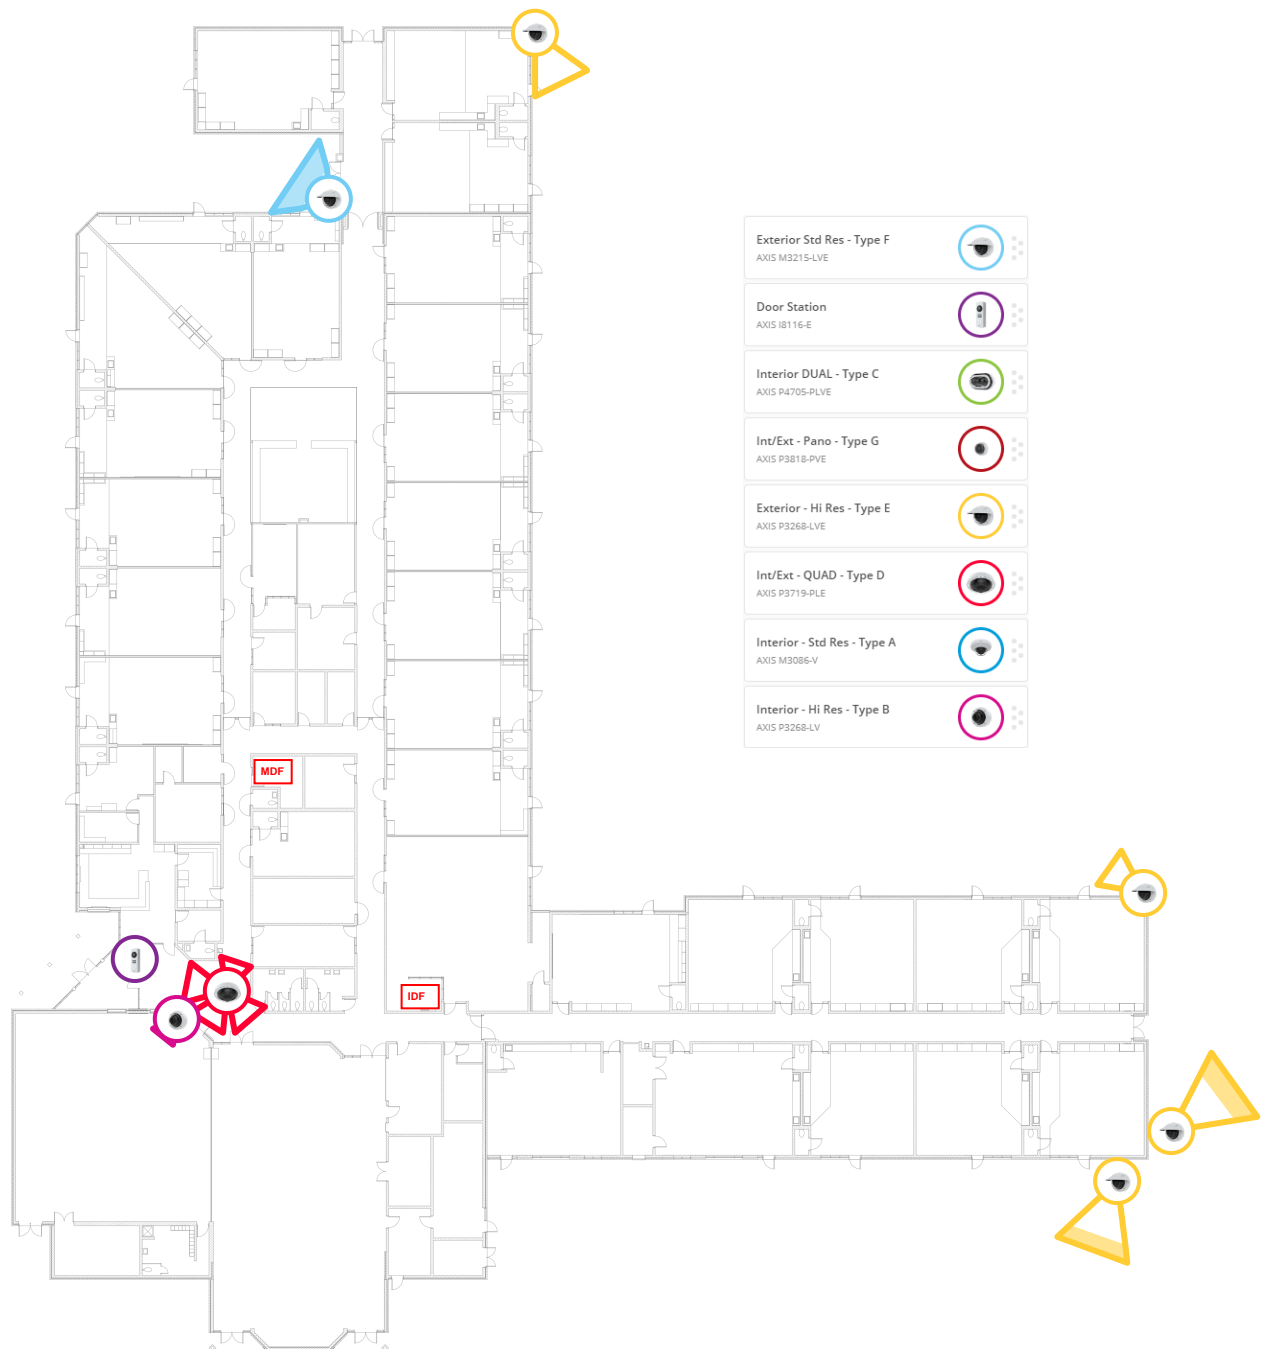 Exterior Std Res - Type F
AXIS M3215-LVE
Door Station
AXIS I8116-E
Interior DUAL - Type C
AXIS P4705-PLVE
Int/Ext - Pano - Type G
AXIS P3818-PVE
Exterior - Hi Res - Type E
AXIS P3268-LVE
Int/Ext - QUAD - Type D
AXIS P3719-PLE
Interior - Std Res - Type A
AXIS M3086-V
Interior - Hi Res - Type B
AXIS P3268-LV
MDF
IDF